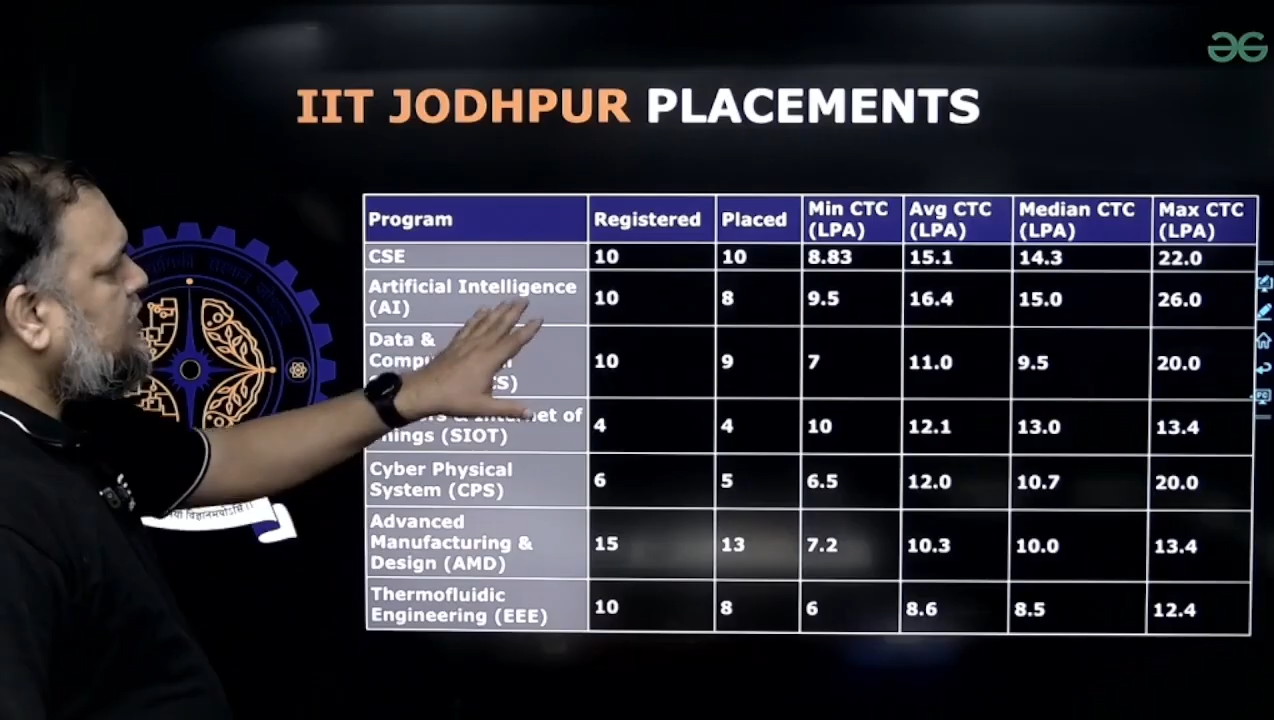 IIT JODHPUR PLACEMENTS
Program Registered Placed Min CTC (LPA) Avg CTC (LPA) Median CTC (LPA) Max CTC (LPA)
CSE 10 10 8.83 15.1 14.3 22.0
Artificial Intelligence
(AI) 10 8 9.5 16.4 15.0 26.0
Data &
10 9 7 11.0 9.5 20.0
of
(SIOT) 4 4 10 12.1 13.0 13.4
Cyber Physical
System (CPS) 6 5 6.5 12.0 10.7 20.0
Advanced
Manufacturing & 15 13 7.2 10.3 10.0 13.4
Design (AMD)
Thermofluidic
Engineering (EEE) 10 8 6 8.6 8.5 12.4